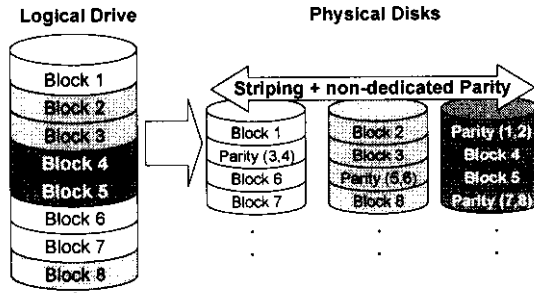 Logical Drive
Physical Disks
Block 1
Block 2
Block 3
Block 4
Block 5
Block 6
Block 7
Block 8
Striping + non-dedicated Parity
Block 1
Parity (3,4)
Block 6
Block 7
Block 2
Block 3
Parity (5,6)
Block 8
Parity (1,2)
Block 4
Block 5
Parity (7,8)